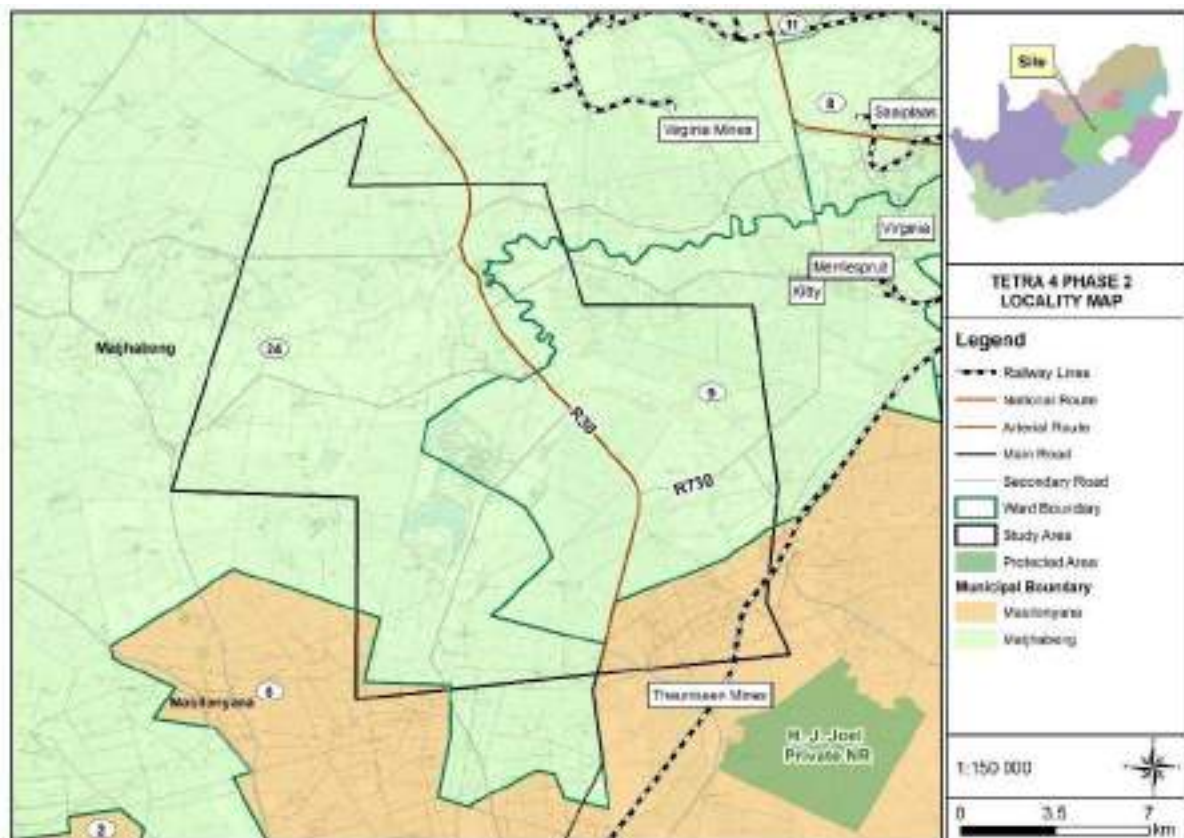 11
8
Saaiplaas
Virginia Mines
Virginia
Merriespruit
Kitty
Matjhabeng
24
9
R30
R730
Masilonyana
6
Theunissen Mines
H. J. Joel
Private NR
2
Site
TETRA 4 PHASE 2
LOCALITY MAP
Legend
Railway Lines
National Route
Arterial Route
Main Road
Secondary Road
Ward Boundary
Study Area
Protected Area
Municipal Boundary
Masilonyana
Matjhabeng
1:150 000
0 3.5 7
km